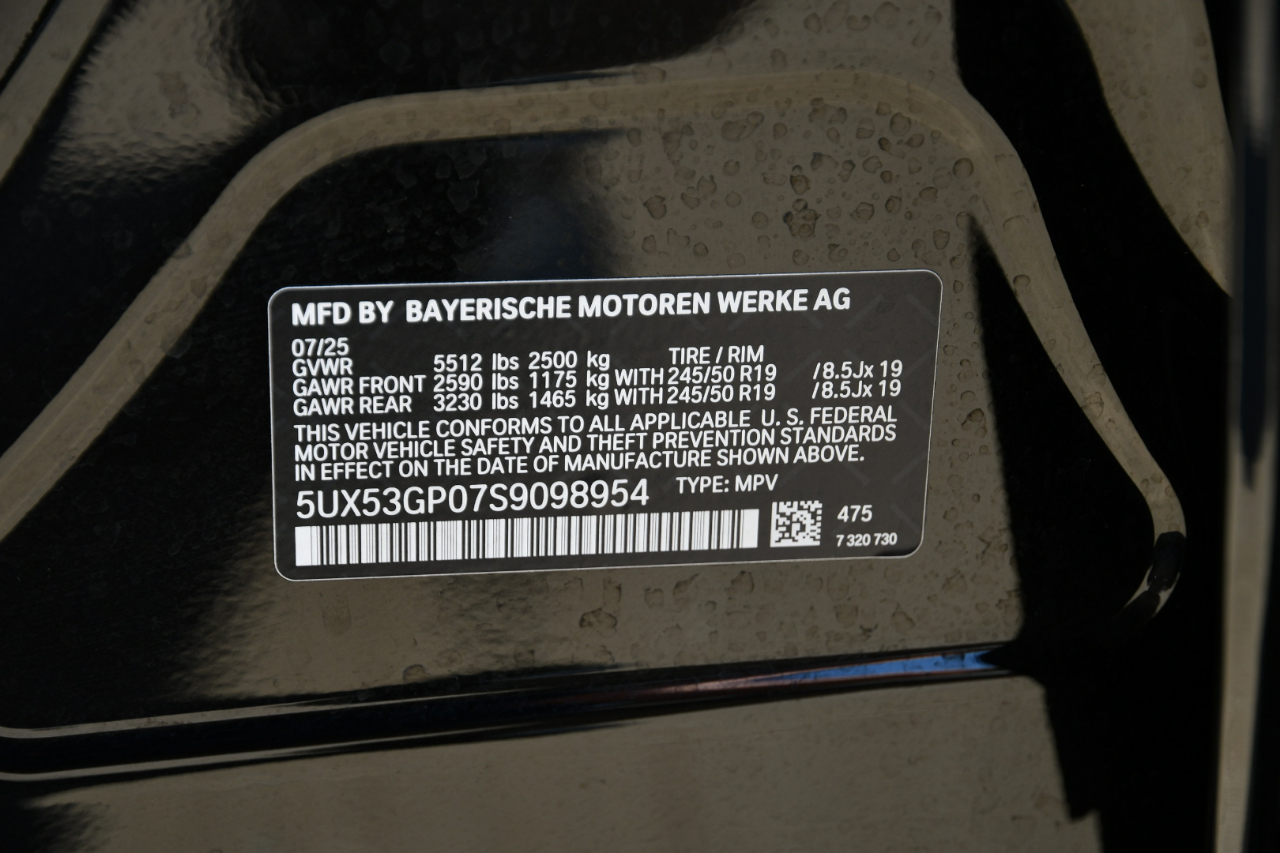 MFD BY BAYERISCHE MOTOREN WERKE AG
07/25
GVWR 5512 lbs 2500 kg TIRE / RIM
GAWR FRONT 2590 lbs 1175 kg WITH 245/50 R19 /8.5Jx 19
GAWR REAR 3230 lbs 1465 kg WITH 245/50 R19 /8.5Jx 19
THIS VEHICLE CONFORMS TO ALL APPLICABLE U. S. FEDERAL
MOTOR VEHICLE SAFETY AND THEFT PREVENTION STANDARDS
IN EFFECT ON THE DATE OF MANUFACTURE SHOWN ABOVE.
5UX53GP07S9098954 TYPE: MPV
475
7 320 730